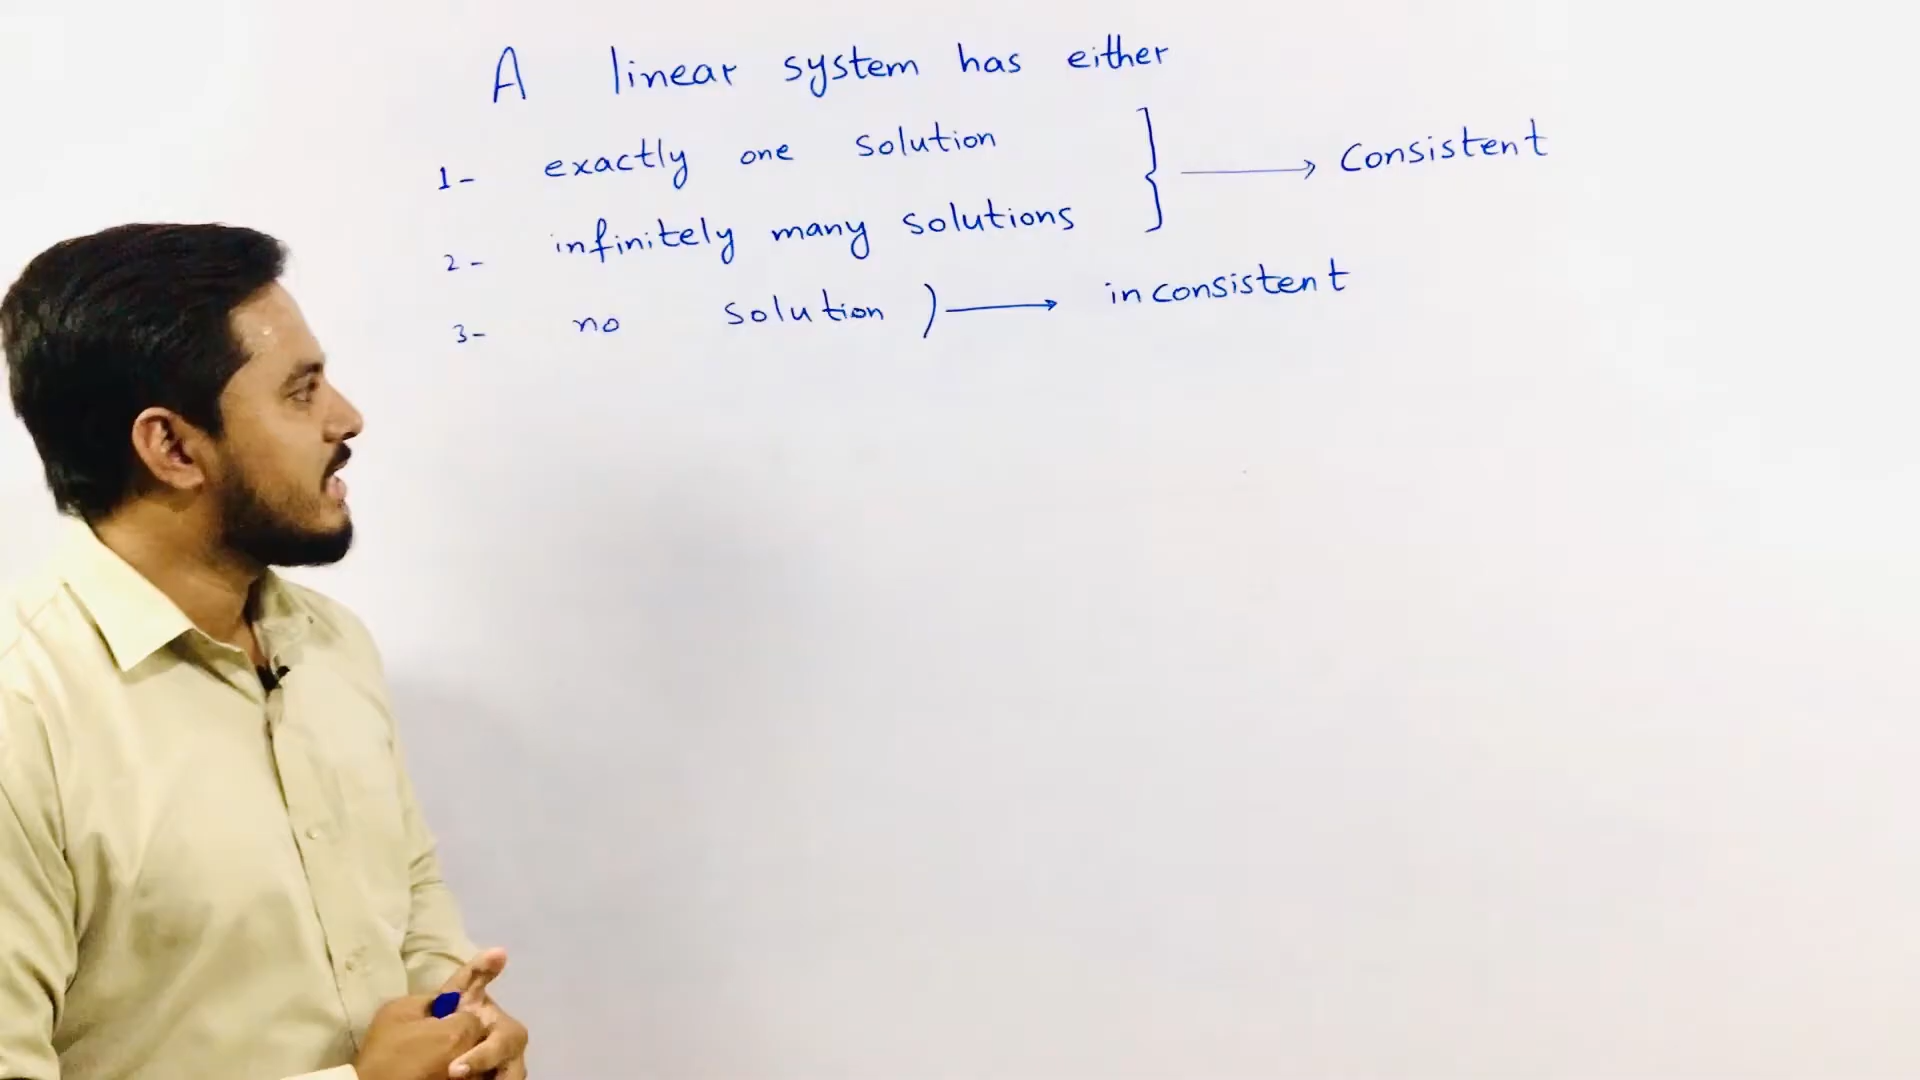 A linear system has either
1- exactly one solution } → Consistent
2- infinitely many solutions
3- no solution ) → inconsistent